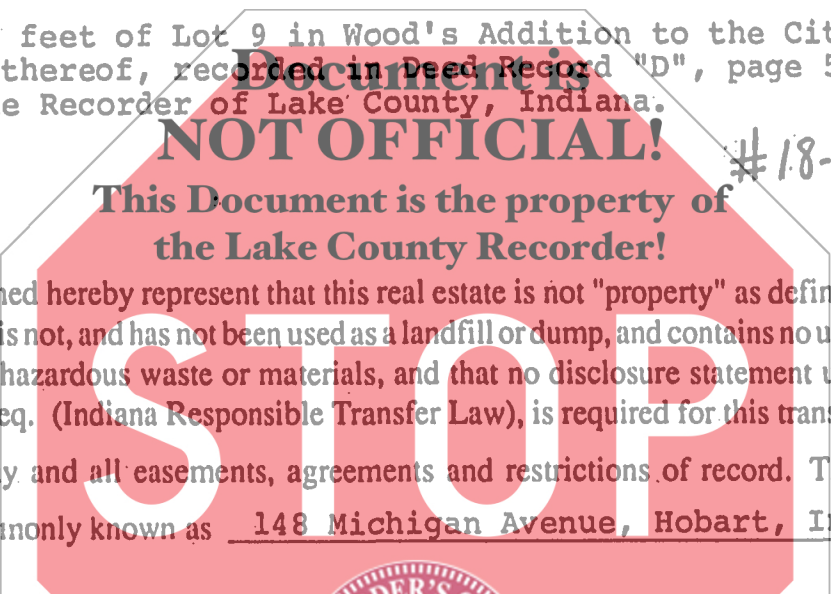 feet of Lot 9 in Wood's Addition to the Cit
thereof, recorded in Deed Record "D", page 5
e Recorder of Lake County, Indiana.
Document is
NOT OFFICIAL!
#18-
This Document is the property of
the Lake County Recorder!
ned hereby represent that this real estate is not "property" as defin
is not, and has not been used as a landfill or dump, and contains no u
hazardous waste or materials, and that no disclosure statement u
eq. (Indiana Responsible Transfer Law), is required for this trans
STOP
y and all easements, agreements and restrictions of record. T
monly known as 148 Michigan Avenue, Hobart, In
DER'S